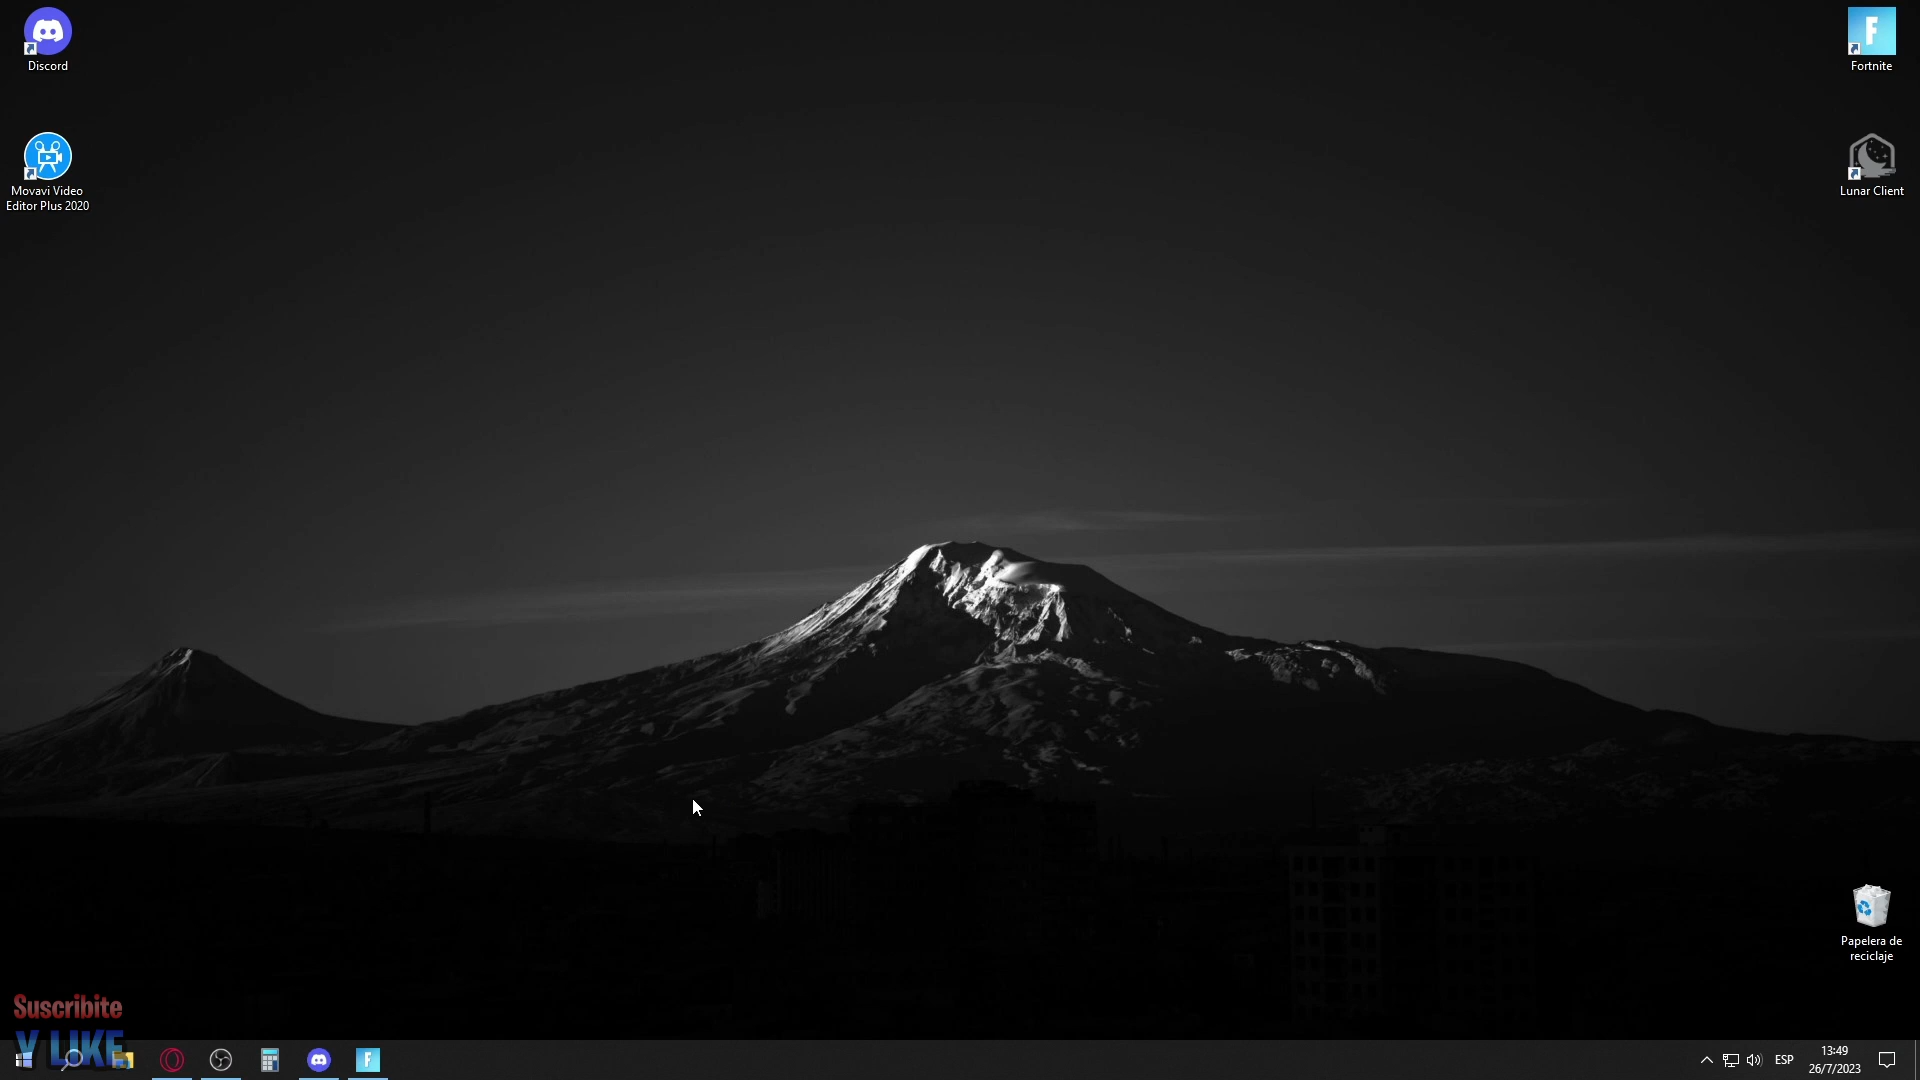 Discord
Fortnite
Movavi Video
Editor Plus 2020
Lunar Client
Papelera de
reciclaje
Suscribite
Y LIKE
ESP
13:49
26/7/2023